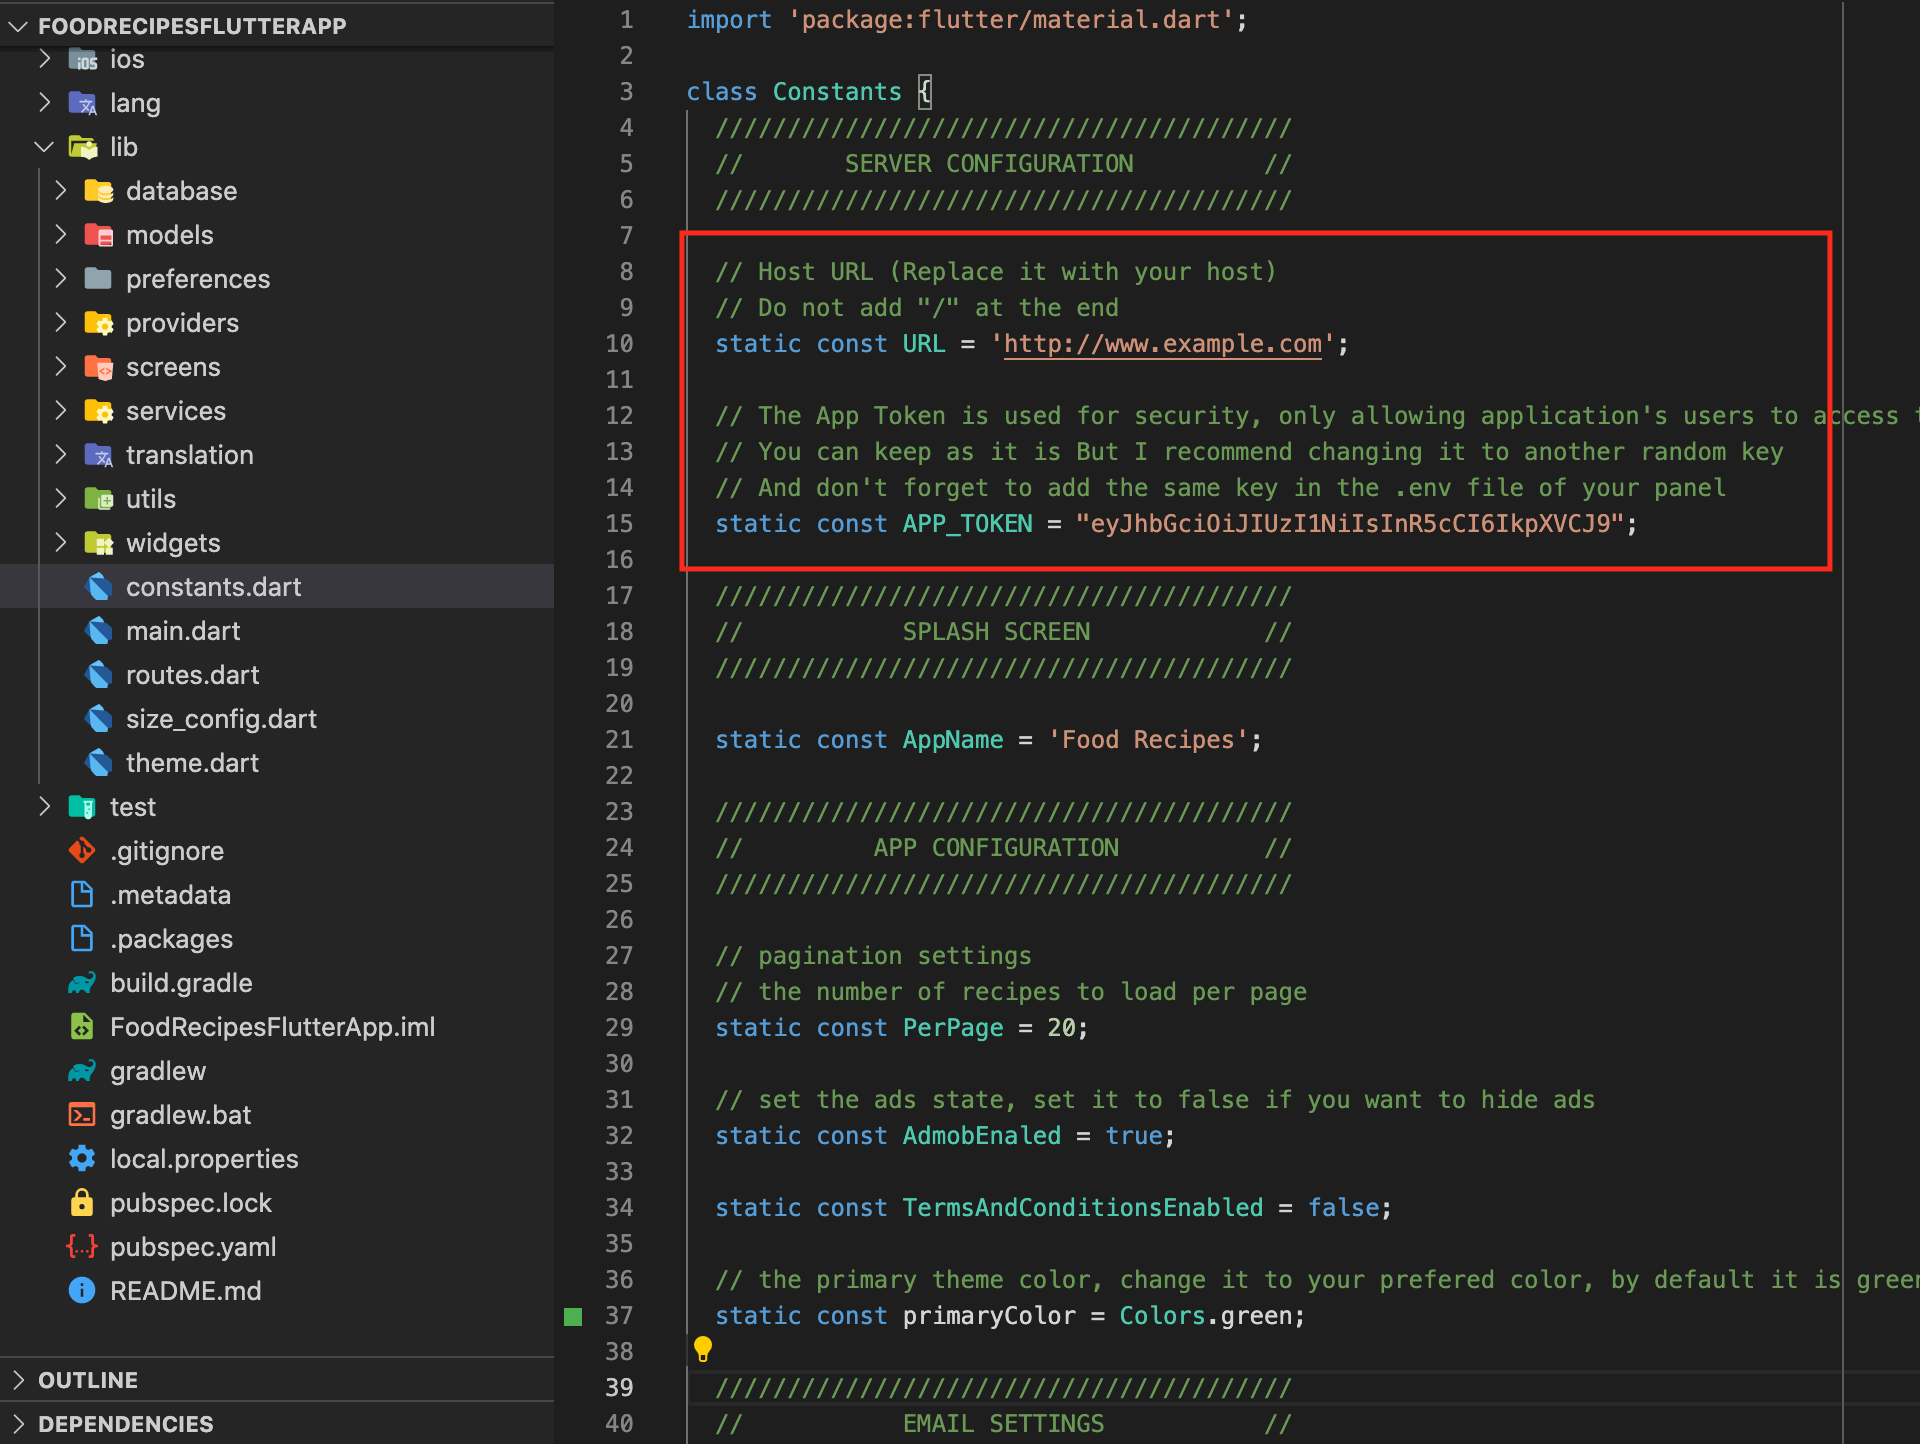 FOODRECIPESFLUTTERAPP
ios
lang
lib
database
models
preferences
providers
screens
services
translation
utils
widgets
constants.dart
main.dart
routes.dart
size_config.dart
theme.dart
test
.gitignore
.metadata
.packages
build.gradle
FoodRecipesFlutterApp.iml
gradlew
gradlew.bat
local.properties
pubspec.lock
pubspec.yaml
README.md
OUTLINE
DEPENDENCIES
1 import 'package:flutter/material.dart';
2
3 class Constants {
4 ////////////////////////////////////////
5 // SERVER CONFIGURATION //
6 ////////////////////////////////////////
7
8 // Host URL (Replace it with your host)
9 // Do not add "/" at the end
10 static const URL = 'http://www.example.com';
11
12 // The App Token is used for security, only allowing application's users to access
13 // You can keep as it is But I recommend changing it to another random key
14 // And don't forget to add the same key in the .env file of your panel
15 static const APP_TOKEN = "eyJhbGciOiJIUzI1NiIsInR5cCI6IkpXVCJ9";
16
17 ////////////////////////////////////////
18 // SPLASH SCREEN //
19 ////////////////////////////////////////
20
21 static const AppName = 'Food Recipes';
22
23 ////////////////////////////////////////
24 // APP CONFIGURATION //
25 ////////////////////////////////////////
26
27 // pagination settings
28 // the number of recipes to load per page
29 static const PerPage = 20;
30
31 // set the ads state, set it to false if you want to hide ads
32 static const AdmobEnaled = true;
33
34 static const TermsAndConditionsEnabled = false;
35
36 // the primary theme color, change it to your prefered color, by default it is green
37 static const primaryColor = Colors.green;
38
39 ////////////////////////////////////////
40 // EMAIL SETTINGS //